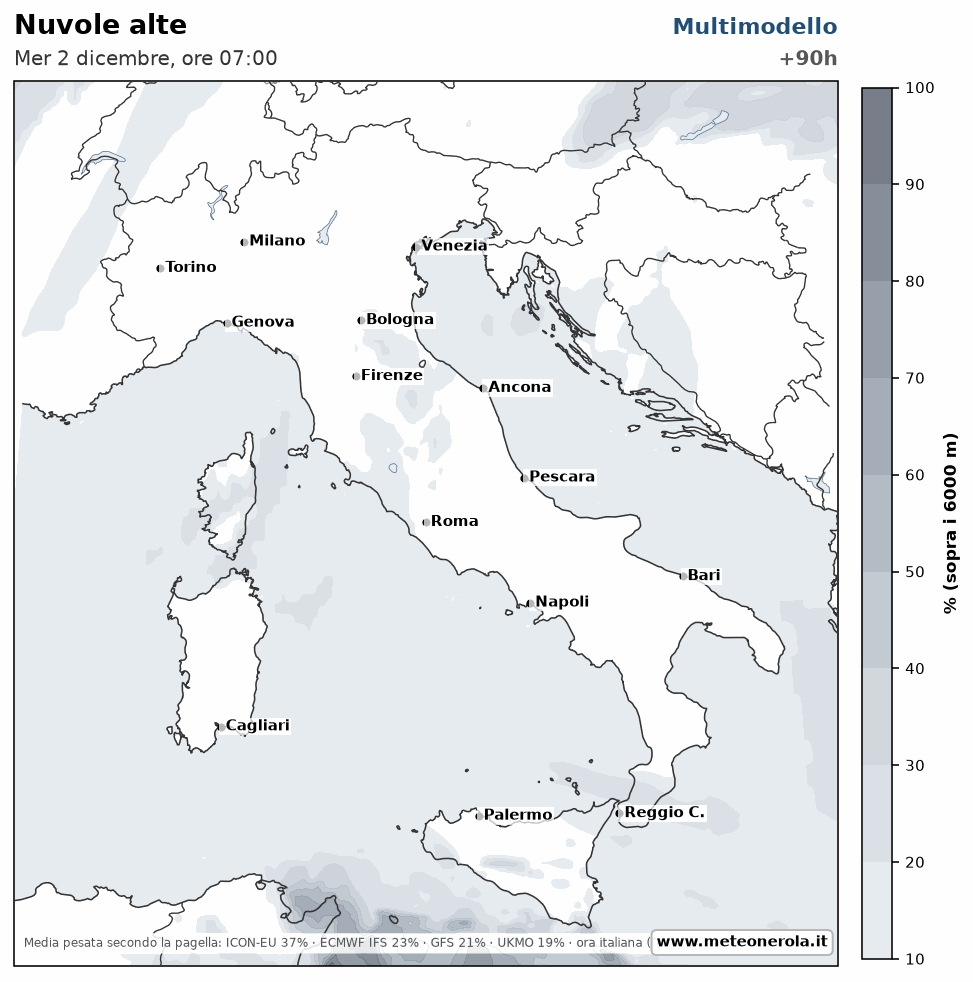 Nuvole alte
Multimodello
Mer 2 dicembre, ore 07:00
+90h
Milano
Venezia
Torino
Genova
Bologna
Firenze
Ancona
Pescara
Roma
Bari
Napoli
Cagliari
Palermo
Reggio C.
Media pesata secondo la pagella: ICON-EU 37% · ECMWF IFS 23% · GFS 21% · UKMO 19% · ora italiana (
www.meteonerola.it
100
90
80
70
60
50
40
30
20
10
% (sopra i 6000 m)